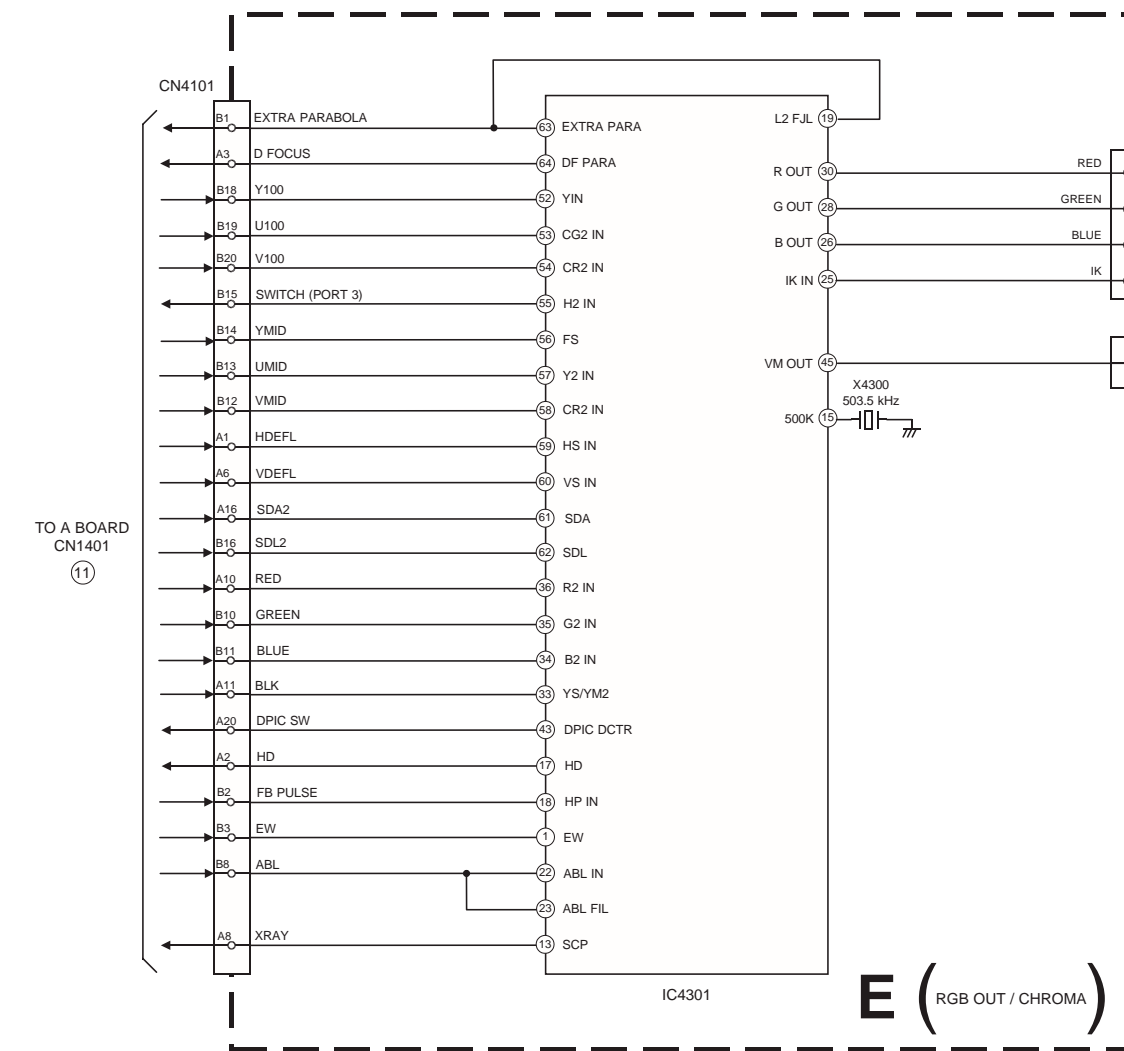 CN4101
B1 EXTRA PARABOLA 63 EXTRA PARA
A3 D FOCUS 64 DF PARA
B18 Y100 52 YIN
B19 U100 53 CG2 IN
B20 V100 54 CR2 IN
B15 SWITCH (PORT 3) 55 H2 IN
B14 YMID 56 FS
B13 UMID 57 Y2 IN
B12 VMID 58 CR2 IN
A1 HDEFL 59 HS IN
A6 VDEFL 60 VS IN
A16 SDA2 61 SDA
B16 SDL2 62 SDL
A10 RED 36 R2 IN
B10 GREEN 35 G2 IN
B11 BLUE 34 B2 IN
A11 BLK 33 YS/YM2
A20 DPIC SW 43 DPIC DCTR
A2 HD 17 HD
B2 FB PULSE 18 HP IN
B3 EW 1 EW
B8 ABL 22 ABL IN
23 ABL FIL
A8 XRAY 13 SCP
TO A BOARD
CN1401
11
L2 FJL 19
R OUT 30 RED
G OUT 28 GREEN
B OUT 26 BLUE
IK IN 25 IK
VM OUT 45
X4300
503.5 kHz
500K 15
IC4301
E (RGB OUT / CHROMA)